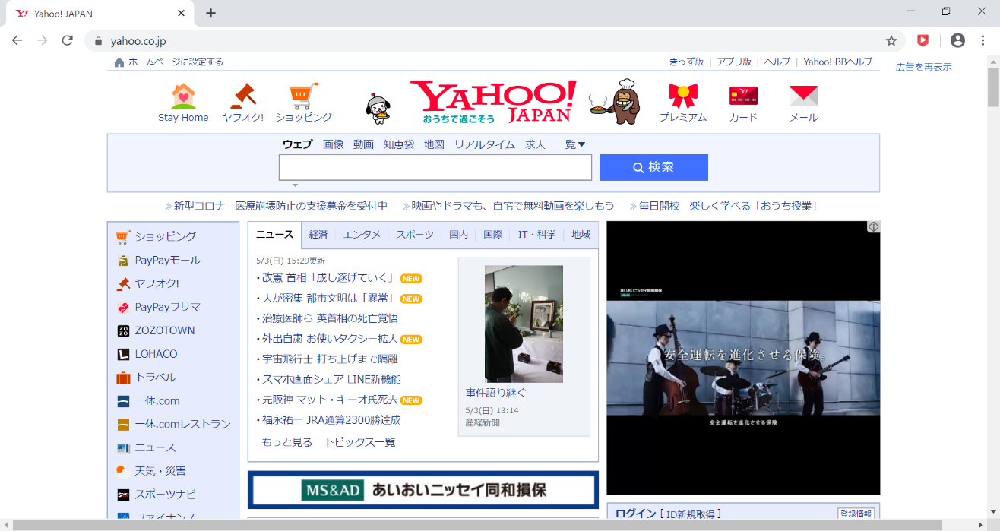 Yahoo! JAPAN
yahoo.co.jp
ホームページに設定する
きっず版 | アプリ版 | ヘルプ | Yahoo! BBヘルプ
広告を再表示
Stay Home
ヤフオク!
ショッピング
YAHOO!
JAPAN
おうちで過ごそう
プレミアム
カード
メール
ウェブ 画像 動画 知恵袋 地図 リアルタイム 求人 一覧▼
検索
新型コロナ 医療崩壊防止の支援募金を受付中
映画やドラマも、自宅で無料動画を楽しもう
毎日開校 楽しく学べる「おうち授業」
ショッピング
PayPayモール
ヤフオク!
PayPayフリマ
ZOZOTOWN
LOHACO
トラベル
一休.com
一休.comレストラン
ニュース
天気・災害
スポーツナビ
ファイナンス
ニュース 経済 エンタメ スポーツ 国内 国際 IT・科学 地域
5/3(日) 15:29更新
・改憲 首相「成し遂げていく」 NEW
・人が密集 都市文明は「異常」 NEW
・治療医師ら 英首相の死亡覚悟
・外出自粛 お使いタクシー拡大 NEW
・宇宙飛行士 打ち上げまで隔離
・スマホ画面シェア LINE新機能
・元阪神 マット・キーオ氏死去 NEW
・福永祐一 JRA通算2300勝達成
もっと見る トピックス一覧
事件語り継ぐ
5/3(日) 13:14
産経新聞
MS&AD あいおいニッセイ同和損保
あいおいニッセイ同和損保
安全運転を進化させる保険。
安全運転を進化させる保険
ログイン [ ID新規取得 ]
登録情報